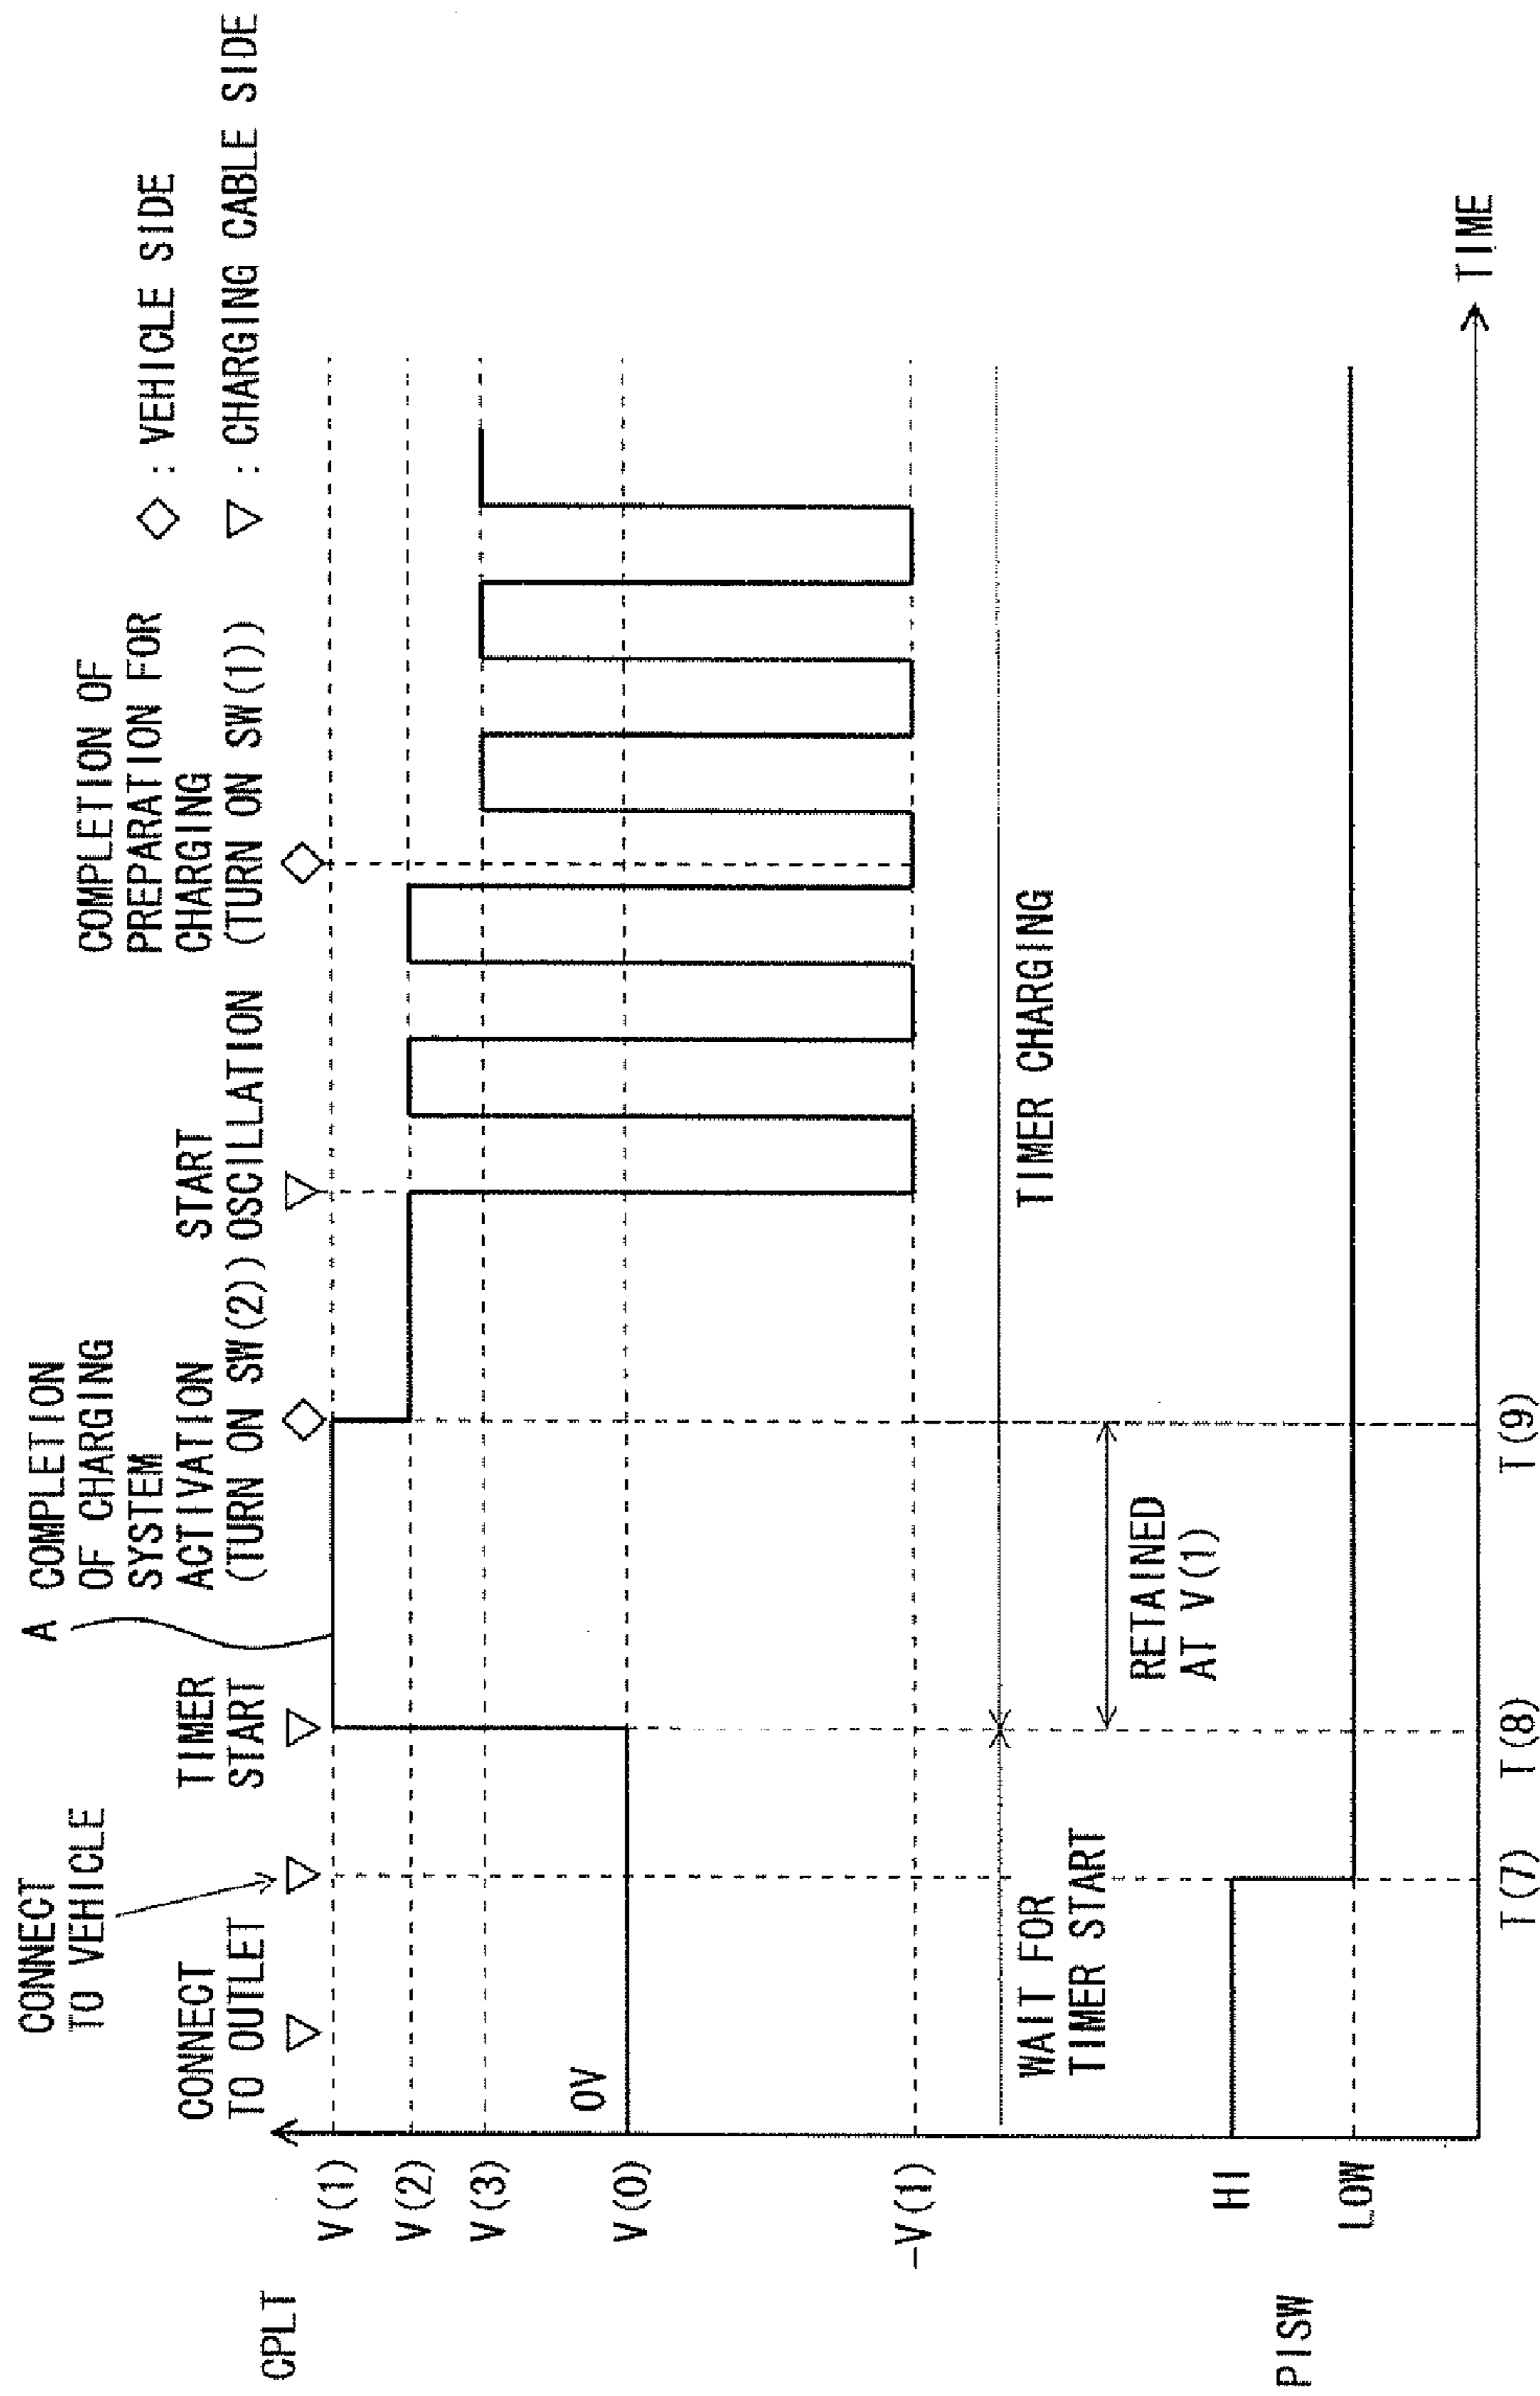 CONNECT
TO VEHICLE
CONNECT
TO OUTLET
TIMER
START
A
COMPLETION
OF CHARGING
SYSTEM
ACTIVATION
(TURN ON SW(2))
START
OSCILLATION
COMPLETION OF
PREPARATION FOR
CHARGING
(TURN ON SW(1))
◇ : VEHICLE SIDE
▽ : CHARGING CABLE SIDE
CPLT
V(1)
V(2)
V(3)
0V
V(0)
-V(1)
WAIT FOR
TIMER START
TIMER CHARGING
RETAINED
AT V(1)
PISW
HI
LOW
TIME
T(7)
T(8)
T(9)